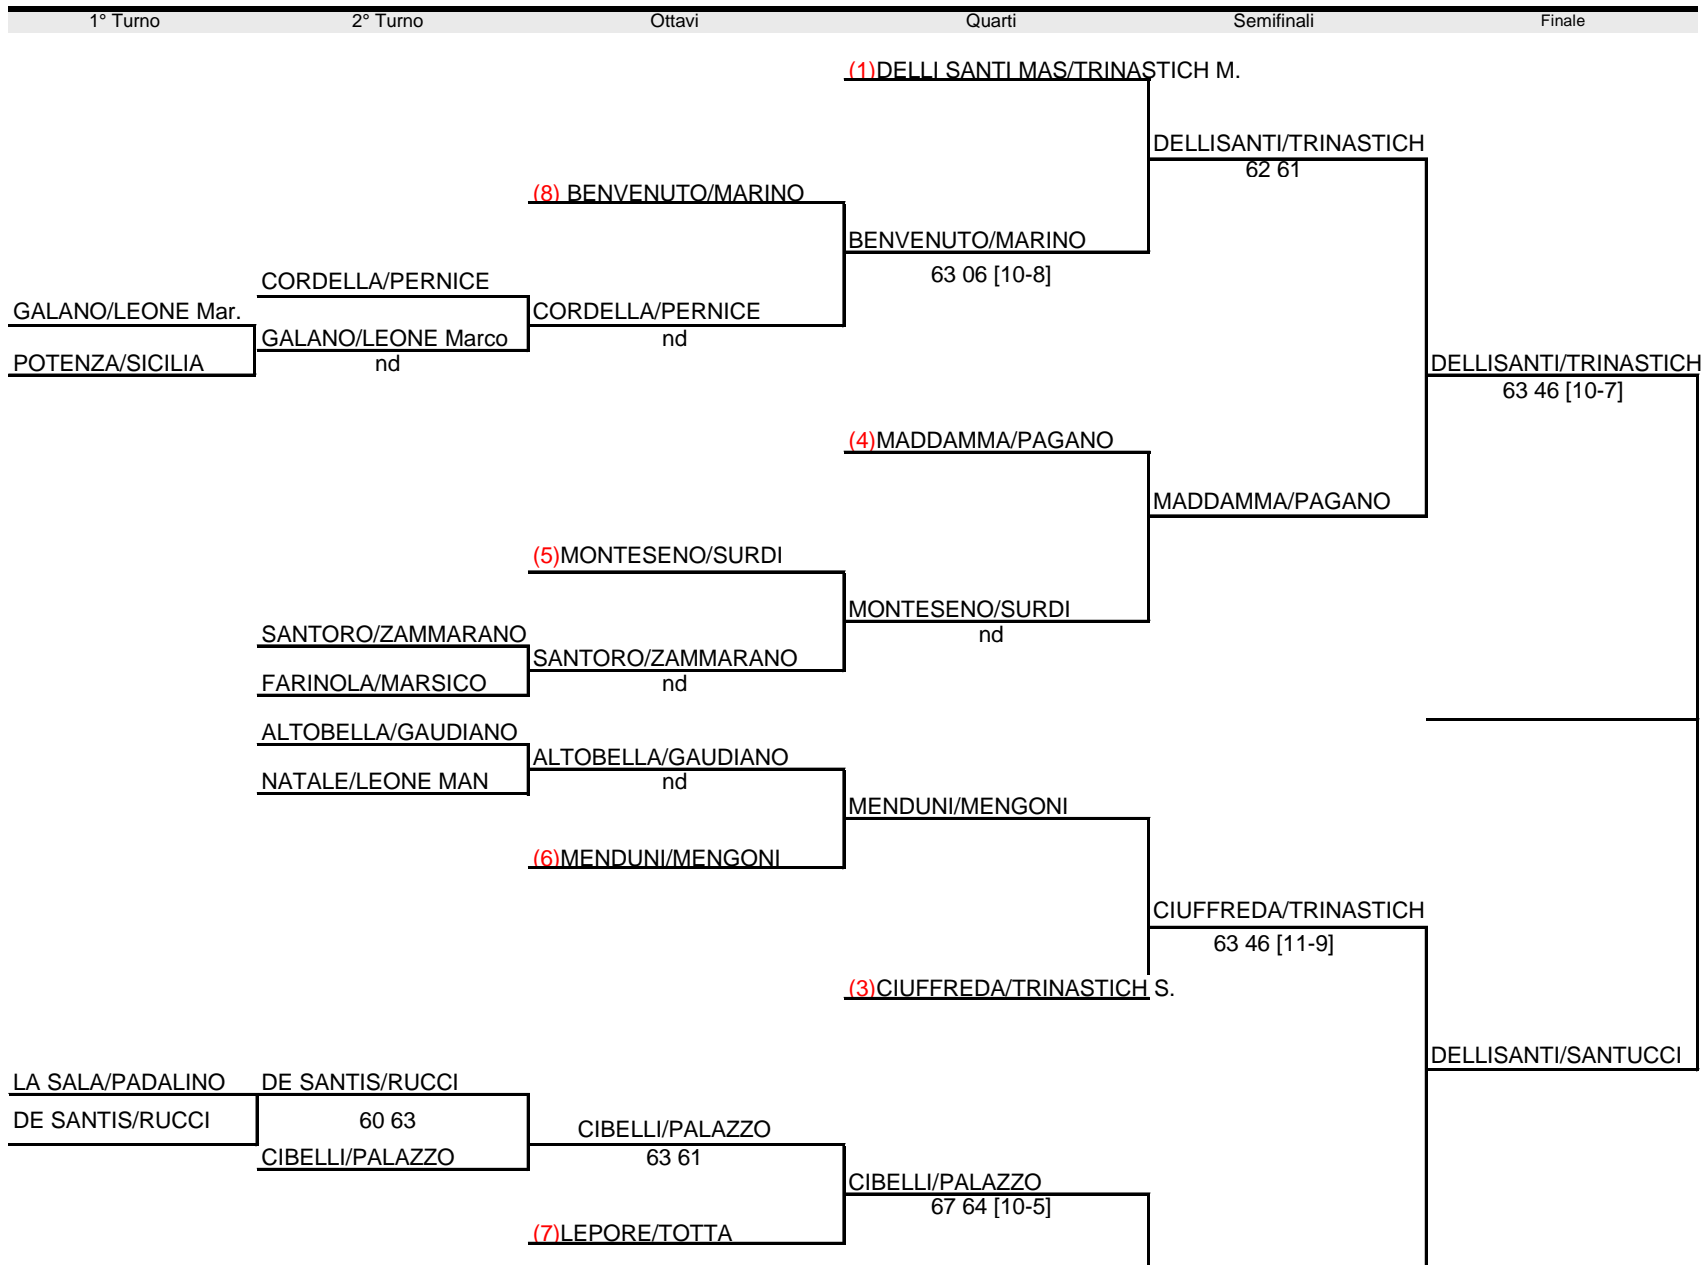 1° Turno 2° Turno Ottavi Quarti Semifinali Finale
(1)DELLI SANTI MAS/TRINASTICH M.
DELLISANTI/TRINASTICH
62 61
(8) BENVENUTO/MARINO
BENVENUTO/MARINO
63 06 [10-8]
CORDELLA/PERNICE
GALANO/LEONE Mar. CORDELLA/PERNICE
GALANO/LEONE Marco nd
POTENZA/SICILIA nd DELLISANTI/TRINASTICH
63 46 [10-7]
(4)MADDAMMA/PAGANO
MADDAMMA/PAGANO
(5)MONTESENO/SURDI
MONTESENO/SURDI
SANTORO/ZAMMARANO nd
SANTORO/ZAMMARANO
FARINOLA/MARSICO nd
ALTOBELLA/GAUDIANO
ALTOBELLA/GAUDIANO
NATALE/LEONE MAN nd
MENDUNI/MENGONI
(6)MENDUNI/MENGONI
CIUFFREDA/TRINASTICH
63 46 [11-9]
(3)CIUFFREDA/TRINASTICH S.
DELLISANTI/SANTUCCI
LA SALA/PADALINO DE SANTIS/RUCCI
DE SANTIS/RUCCI 60 63 CIBELLI/PALAZZO
CIBELLI/PALAZZO 63 61
CIBELLI/PALAZZO
67 64 [10-5]
(7)LEPORE/TOTTA